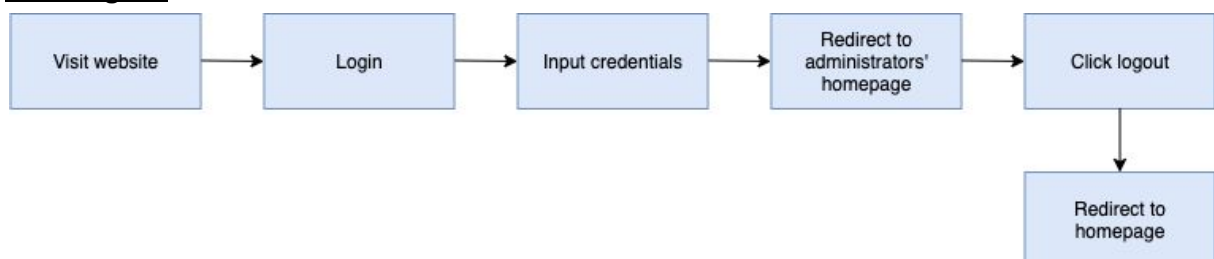 Visit website
Login
Input credentials
Redirect to
administrators'
homepage
Click logout
Redirect to
homepage